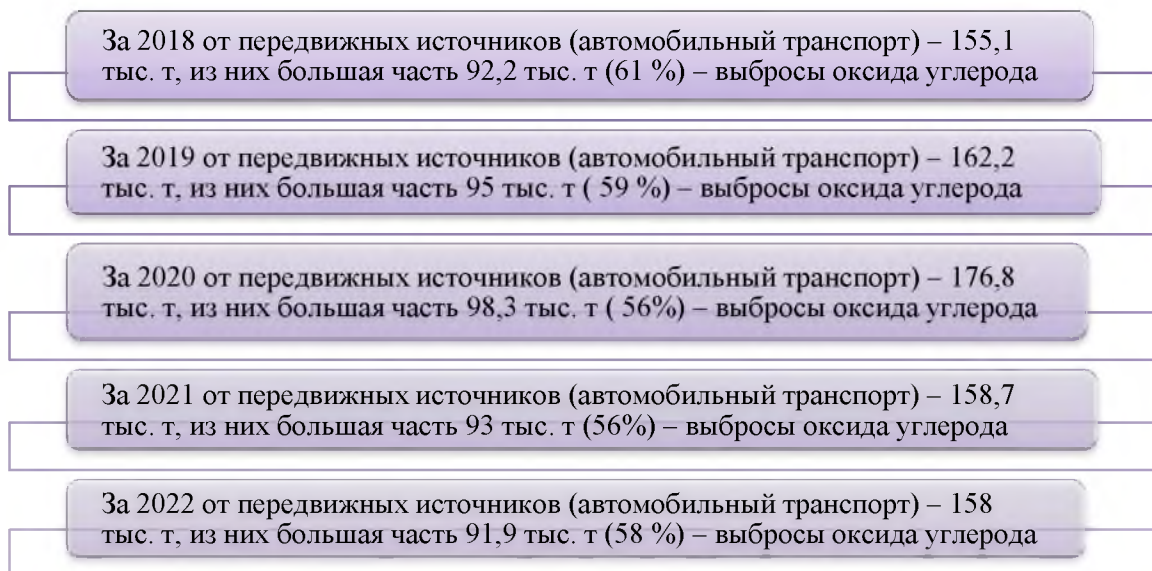 За 2018 от передвижных источников (автомобильный транспорт) – 155,1
тыс. т, из них большая часть 92,2 тыс. т (61 %) – выбросы оксида углерода
За 2019 от передвижных источников (автомобильный транспорт) – 162,2
тыс. т, из них большая часть 95 тыс. т ( 59 %) – выбросы оксида углерода
За 2020 от передвижных источников (автомобильный транспорт) – 176,8
тыс. т, из них большая часть 98,3 тыс. т ( 56%) – выбросы оксида углерода
За 2021 от передвижных источников (автомобильный транспорт) – 158,7
тыс. т, из них большая часть 93 тыс. т (56%) – выбросы оксида углерода
За 2022 от передвижных источников (автомобильный транспорт) – 158
тыс. т, из них большая часть 91,9 тыс. т (58 %) – выбросы оксида углерода